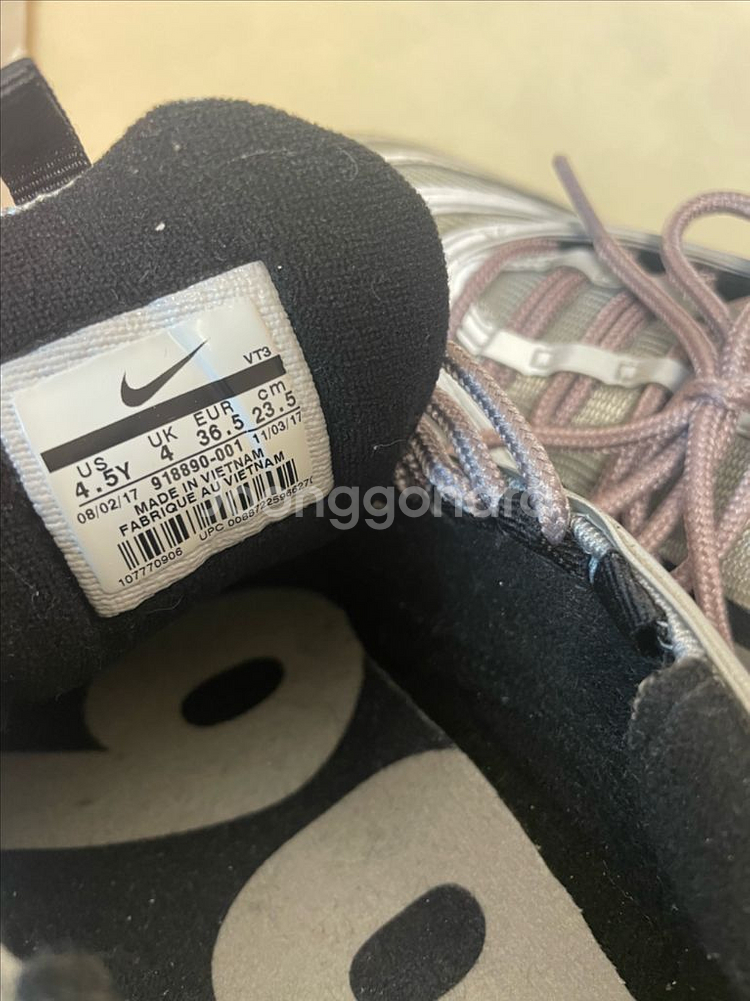 VT3
US UK EUR cm
4.5Y 4 36.5 23.5
08/02/17 918890-001 11/03/17
MADE IN VIETNAM
FABRIQUE AU VIETNAM
107770906 UPC